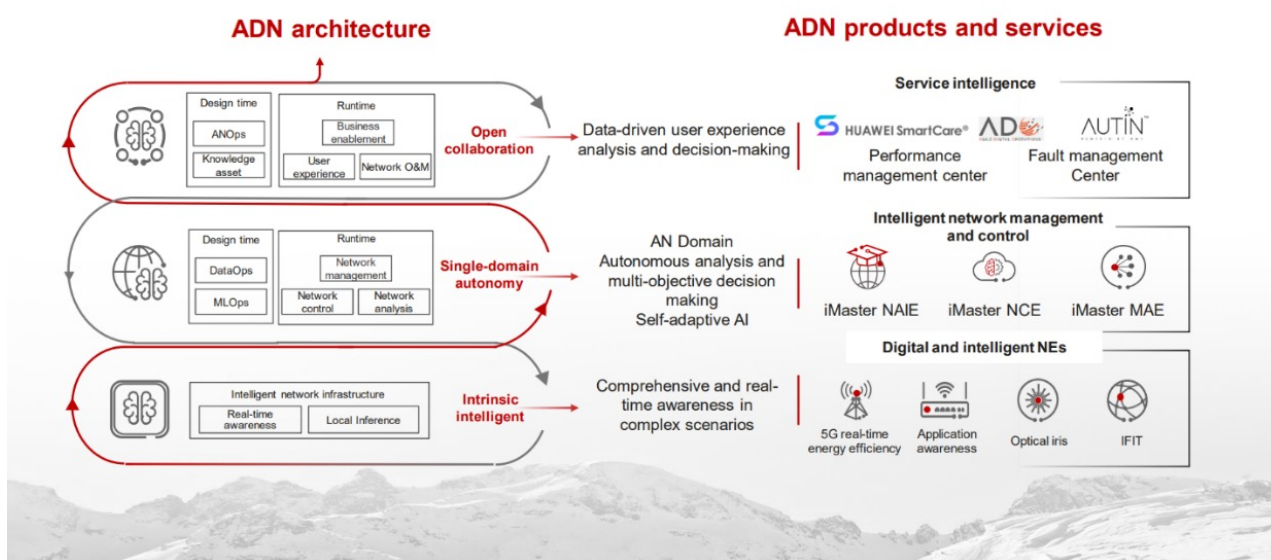 ADN architecture
ADN products and services
Design time
ANOps
Knowledge
asset
Runtime
Business
enablement
User
experience
Network O&M
Open
collaboration
Data-driven user experience
analysis and decision-making
Service intelligence
HUAWEI SmartCare®
ADO
AUTIN™
Performance
management center
Fault management
Center
Design time
DataOps
MLOps
Runtime
Network
management
Network
control
Network
analysis
Single-domain
autonomy
AN Domain
Autonomous analysis and
multi-objective decision
making
Self-adaptive AI
Intelligent network management
and control
iMaster NAIE
iMaster NCE
iMaster MAE
Intelligent network infrastructure
Real-time
awareness
Local Inference
Intrinsic
intelligent
Comprehensive and real-
time awareness in
complex scenarios
Digital and intelligent NEs
5G real-time
energy efficiency
Application
awareness
Optical iris
IFIT